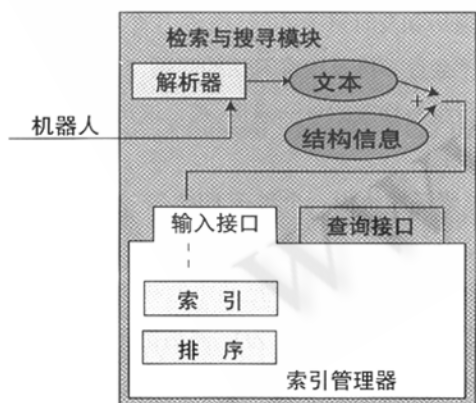 检索与搜寻模块
解析器
文本
机器人
+
结构信息
输入接口
查询接口
索 引
排 序
索引管理器
WW